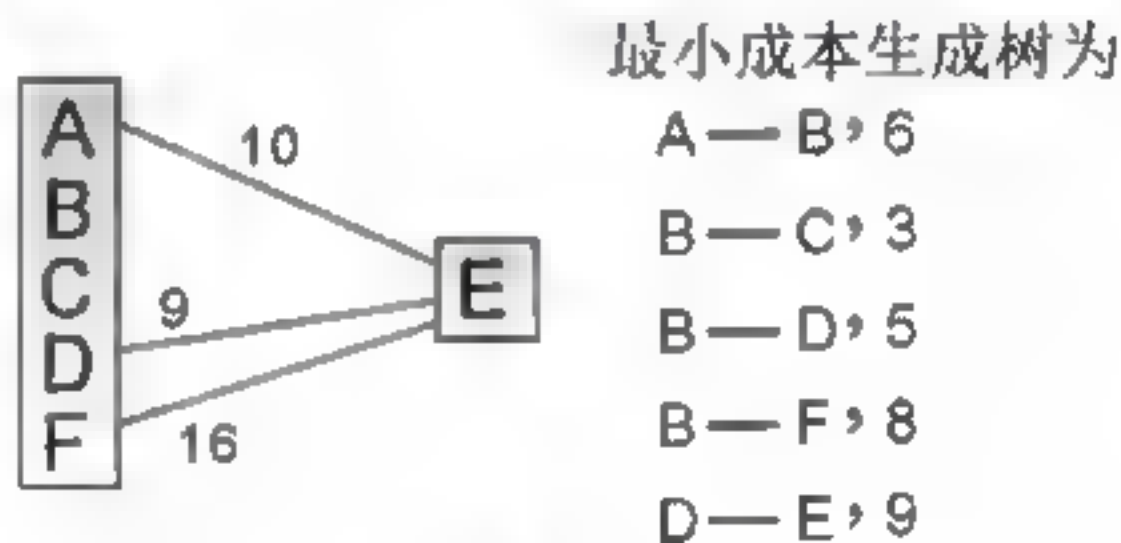 最小成本生成树为
A
B
C
D
F
10
9
16
E
A — B,6
B — C,3
B — D,5
B — F,8
D — E,9